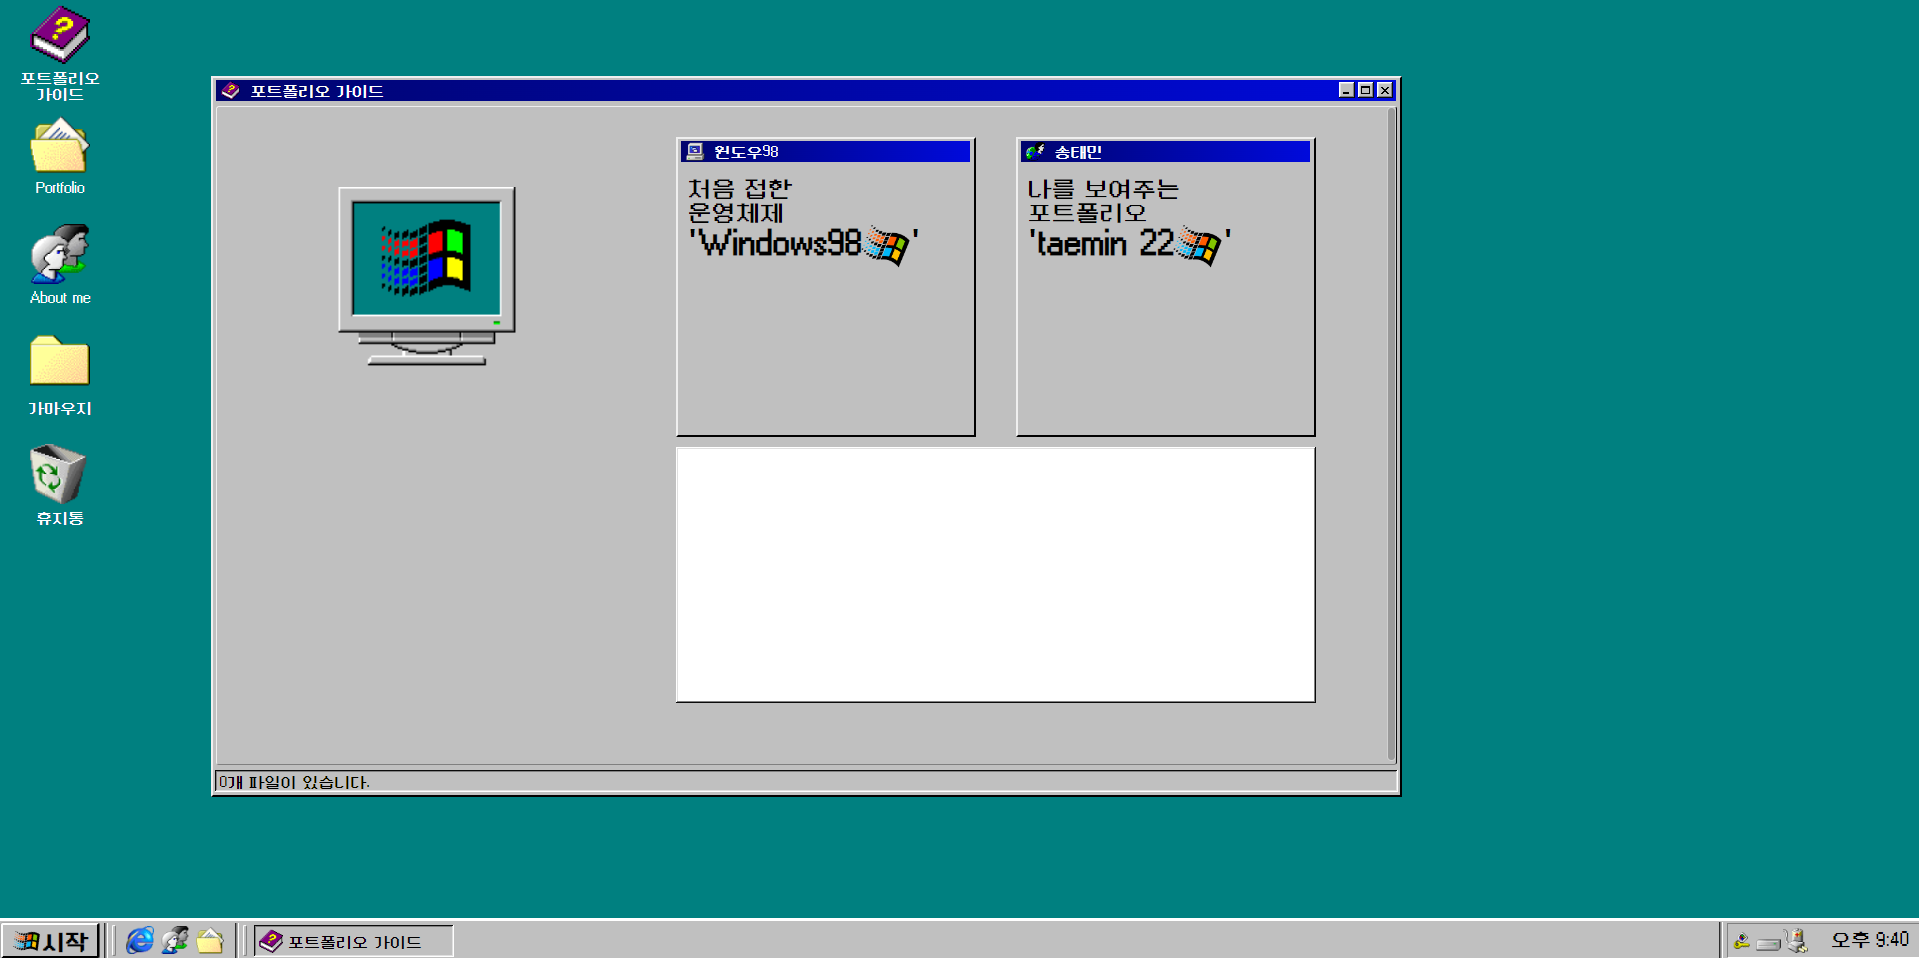 포트폴리오
가이드
Portfolio
About me
가마우지
휴지통
포트폴리오 가이드
윈도우98
처음 접한
운영체제
'Windows98'
송태민
나를 보여주는
포트폴리오
'taemin 22'
0개 파일이 있습니다.
시작
포트폴리오 가이드
오후 9:40